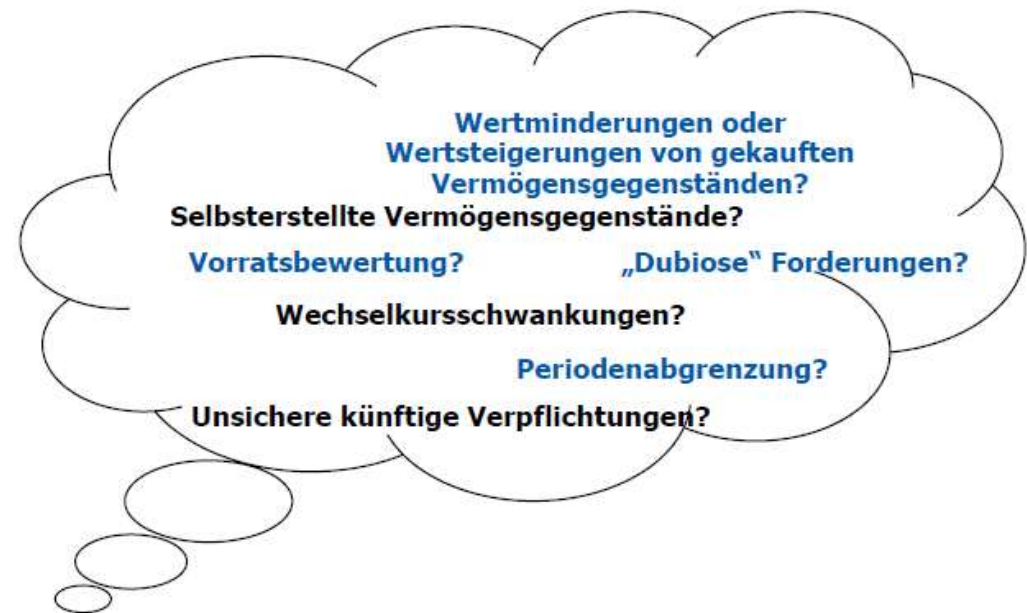 Wertminderungen oder
Wertsteigerungen von gekauften
Vermögensgegenständen?
Selbsterstellte Vermögensgegenstände?
Vorratsbewertung? „Dubiose“ Forderungen?
Wechselkursschwankungen?
Periodenabgrenzung?
Unsichere künftige Verpflichtungen?